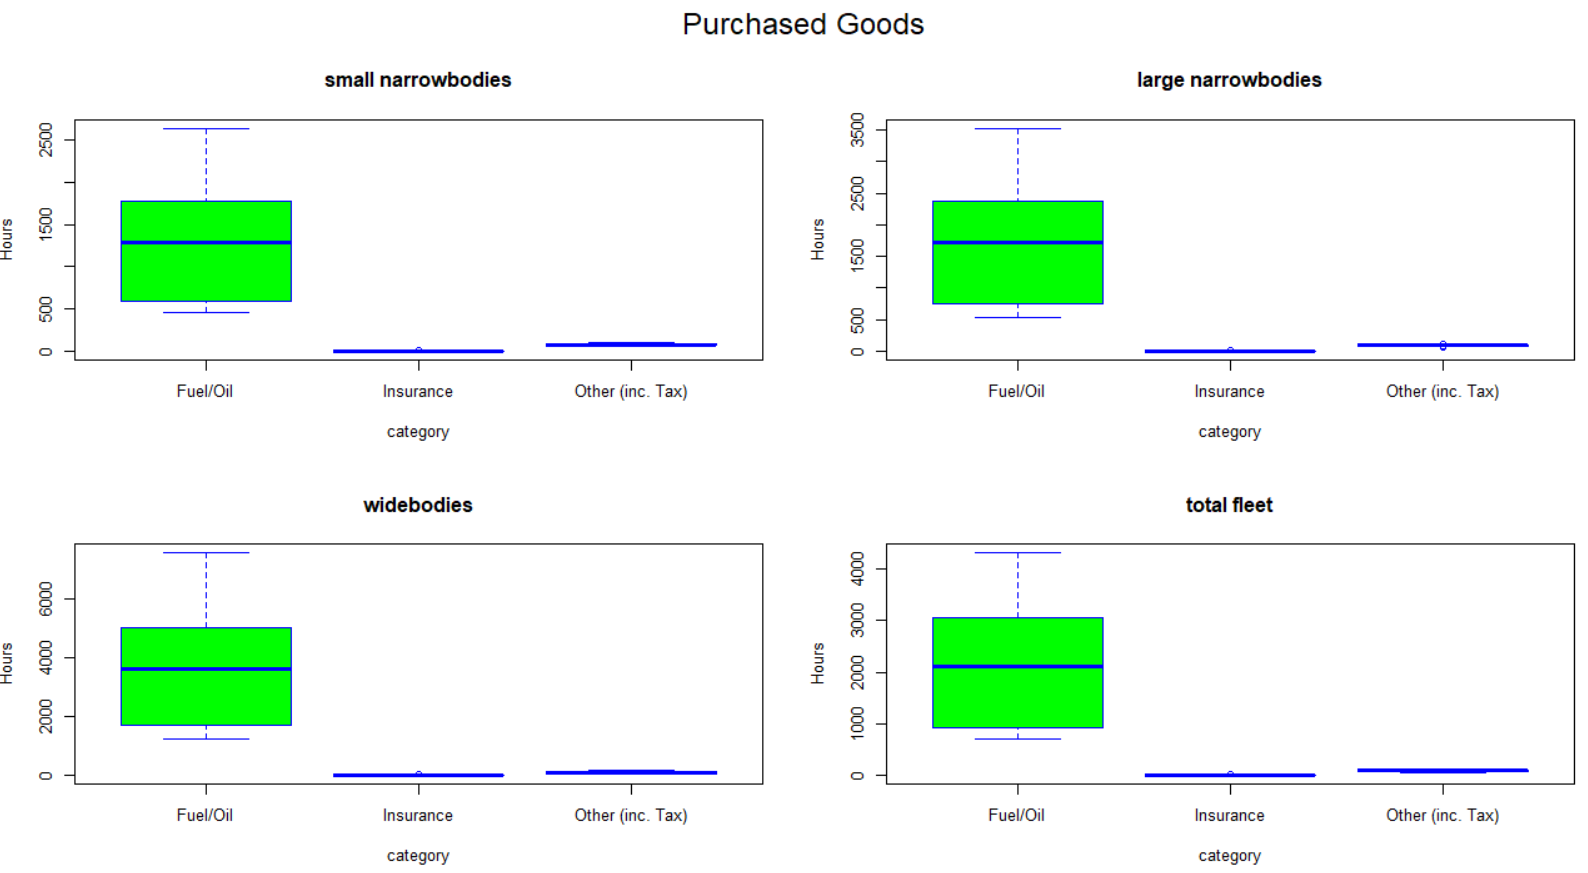 Purchased Goods
small narrowbodies
Hours
2500
1500
500
0
Fuel/Oil Insurance Other (inc. Tax)
category
large narrowbodies
Hours
3500
2500
1500
500
0
Fuel/Oil Insurance Other (inc. Tax)
category
widebodies
Hours
6000
4000
2000
0
Fuel/Oil Insurance Other (inc. Tax)
category
total fleet
Hours
4000
3000
2000
1000
0
Fuel/Oil Insurance Other (inc. Tax)
category